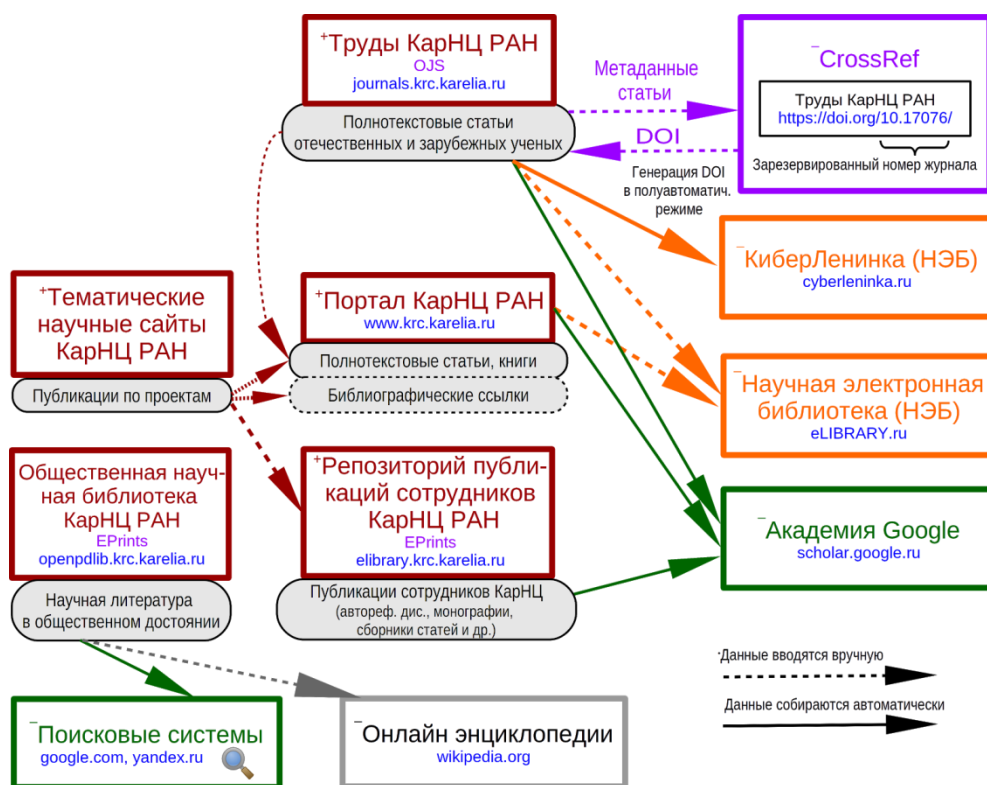 +Труды КарНЦ РАН
OJS
journals.krc.karelia.ru
Полнотекстовые статьи
отечественных и зарубежных ученых
Метаданные
статьи
DOI
Генерация DOI
в полуавтоматич.
режиме
−CrossRef
Труды КарНЦ РАН
https://doi.org/10.17076/
Зарезервированный номер журнала
−КиберЛенинка (НЭБ)
cyberleninka.ru
+Тематические
научные сайты
КарНЦ РАН
Публикации по проектам
+Портал КарНЦ РАН
www.krc.karelia.ru
Полнотекстовые статьи, книги
Библиографические ссылки
−Научная электронная
библиотека (НЭБ)
eLIBRARY.ru
Общественная науч-
ная библиотека
КарНЦ РАН
EPrints
openpdlib.krc.karelia.ru
Научная литература
в общественном достоянии
+Репозиторий публи-
каций сотрудников
КарНЦ РАН
EPrints
elibrary.krc.karelia.ru
Публикации сотрудников КарНЦ
(автореф. дис., монографии,
сборники статей и др.)
−Академия Google
scholar.google.ru
Данные вводятся вручную
Данные собираются автоматически
−Поисковые системы
google.com, yandex.ru
−Онлайн энциклопедии
wikipedia.org